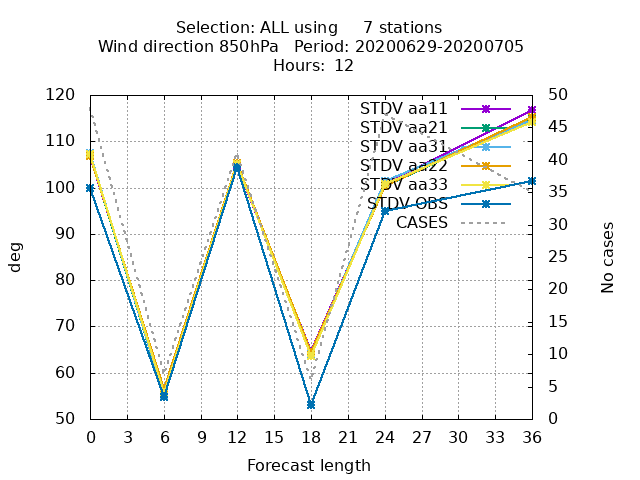 Selection: ALL using     7 stations
Wind direction 850hPa   Period: 20200629-20200705
Hours:  12
120
110
100
90
80
70
60
50
deg
50
45
40
35
30
25
20
15
10
5
0
No cases
STDV aa11
STDV aa21
STDV aa31
STDV aa22
STDV aa33
STDV OBS
CASES
0 3 6 9 12 15 18 21 24 27 30 33 36
Forecast length